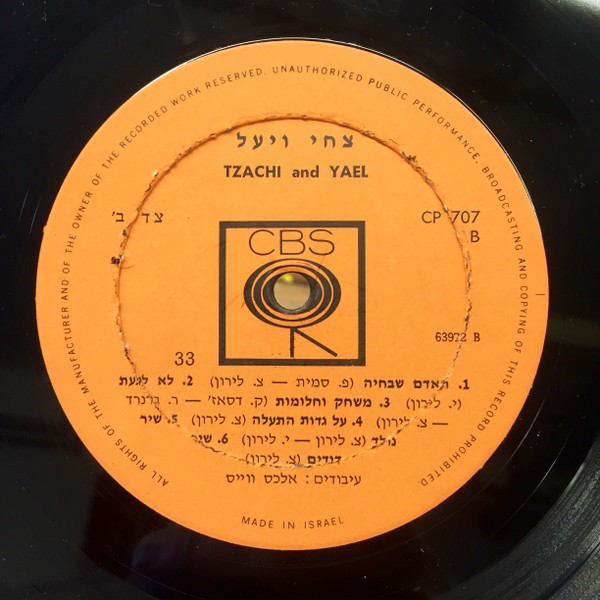 ALL RIGHTS OF THE MANUFACTURER AND OF THE OWNER OF THE RECORDED WORK RESERVED. UNAUTHORIZED PUBLIC PERFORMANCE, BROADCASTING AND COPYING OF THIS RECORD PROHIBITED.
צחי ויעל
TZACHI and YAEL
צד ב'
CP 707
B
CBS
63972 B
33
1. האדם שבחיה (פ. סמית — צ. לירון) 2. לא לגעת
(י. לירון) 3. משחק וחלומות (ק. דסאז' — ר. ברנרד
— צ. לירון) 4. על גדות התעלה (צ. לירון) 5. שיר
נולד (צ. לירון — י. לירון) 6. שיר
דודים (צ. לירון)
עיבודים: אלכס ווייס
MADE IN ISRAEL